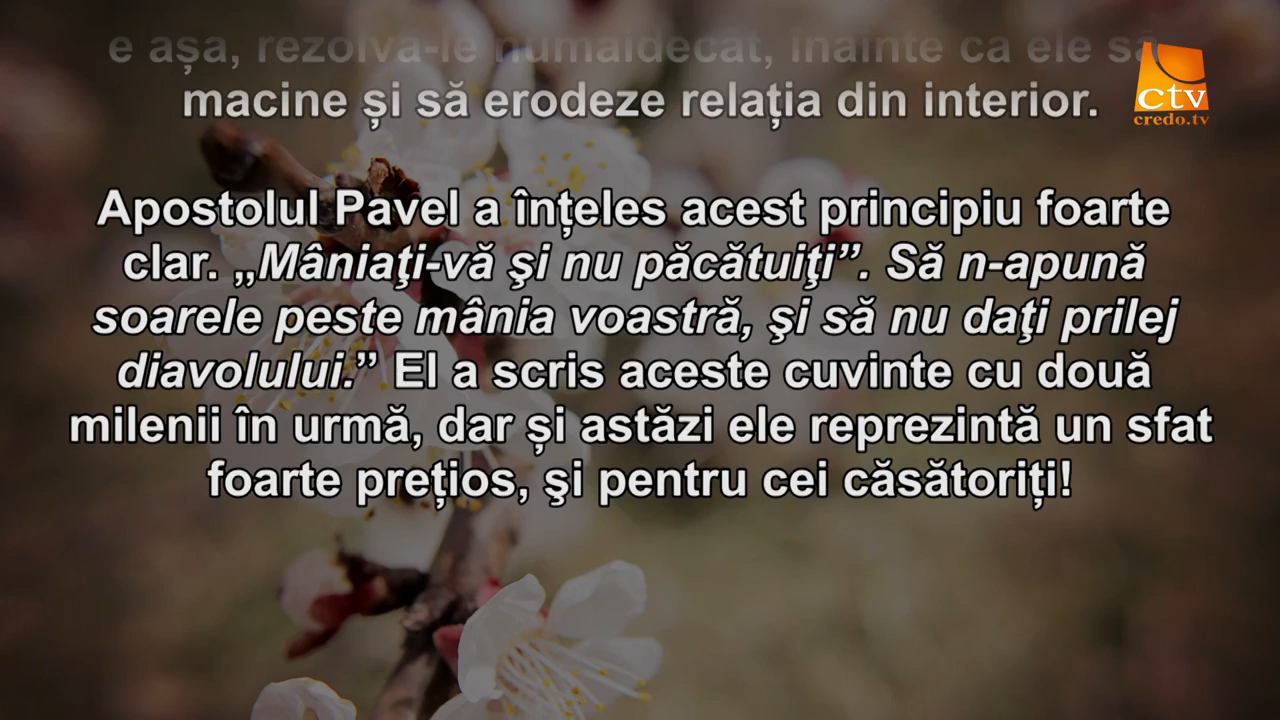 e așa, rezolvă-le numaidecât, înainte ca ele să
macine și să erodeze relația din interior.
Apostolul Pavel a înțeles acest principiu foarte
clar. „Mâniaţi-vă şi nu păcătuiţi”. Să n-apună
soarele peste mânia voastră, şi să nu daţi prilej
diavolului.” El a scris aceste cuvinte cu două
milenii în urmă, dar și astăzi ele reprezintă un sfat
foarte prețios, şi pentru cei căsătoriți!
ctv
credo.tv